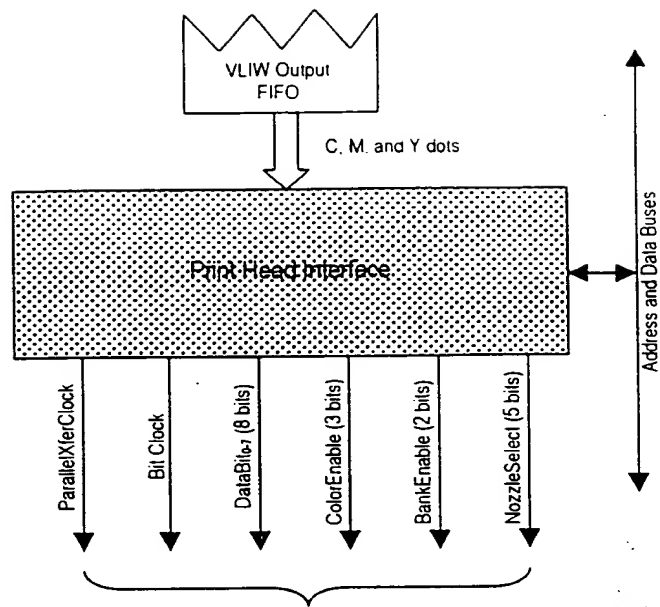 VLIW Output
FIFO
C, M. and Y dots
Print Head Interface
Address and Data Buses
ParallelXferClock
Bit Clock
DataBit0-7 (8 bits)
ColorEnable (3 bits)
BankEnable (2 bits)
NozzleSelect (5 bits)